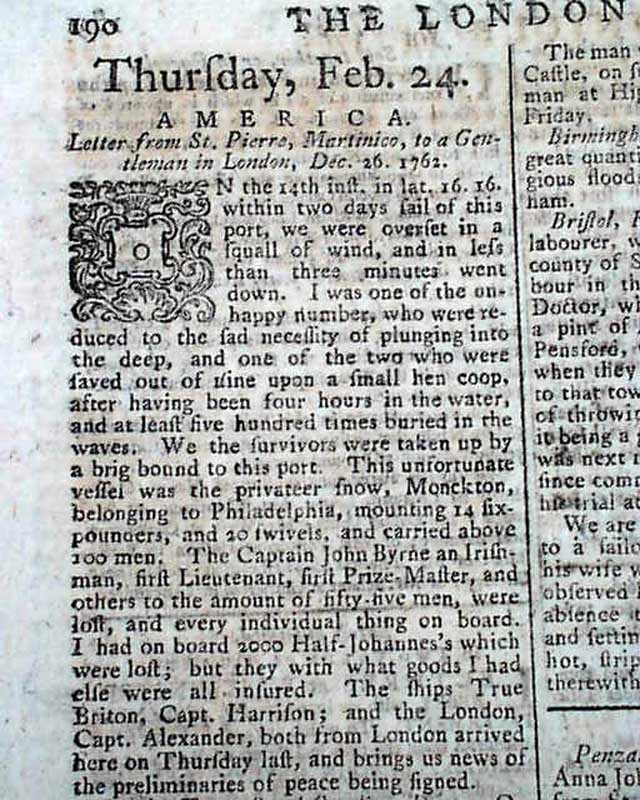 190
THE LONDON
Thurſday, Feb. 24.
AMERICA.
Letter from St. Pierre, Martinico, to a Gen-
tleman in London, Dec. 26. 1762.
ON the 14th inſt. in lat. 16. 16.
within two days ſail of this
port, we were overſet in a
ſquall of wind, and in leſs
than three minutes went
down. I was one of the un-
happy number, who were re-
duced to the ſad neceſſity of plunging into
the deep, and one of the two who were
ſaved out of nine upon a ſmall hen coop,
after having been four hours in the water,
and at leaſt five hundred times buried in the
waves. We the ſurvivors were taken up by
a brig bound to this port. This unfortunate
veſſel was the privateer ſnow, Monckton,
belonging to Philadelphia, mounting 14 ſix-
pounders, and 20 ſwivels, and carried above
100 men. The Captain John Byrne an Iriſh-
man, firſt Lieutenant, firſt Prize-Maſter, and
others to the amount of fifty-five men, were
loſt, and every individual thing on board.
I had on board 2000 Half-Johannes's which
were loſt; but they with what goods I had
elſe were all inſured. The ſhips True
Briton, Capt. Harriſon; and the London,
Capt. Alexander, both from London arrived
here on Thurſday laſt, and brings us news of
the preliminaries of peace being ſigned.
The man
Caſtle, on
man at
Friday.
great
gious flood
ham.
Briſtol,
labourer,
county of S
bour in th
Doctor,
a pint of
Pensford,
when they
to that
of
it being a
was next
ſince
his trial
We are
to a
his wife
obſerved
abſence
and
hot,
therewith
Anna